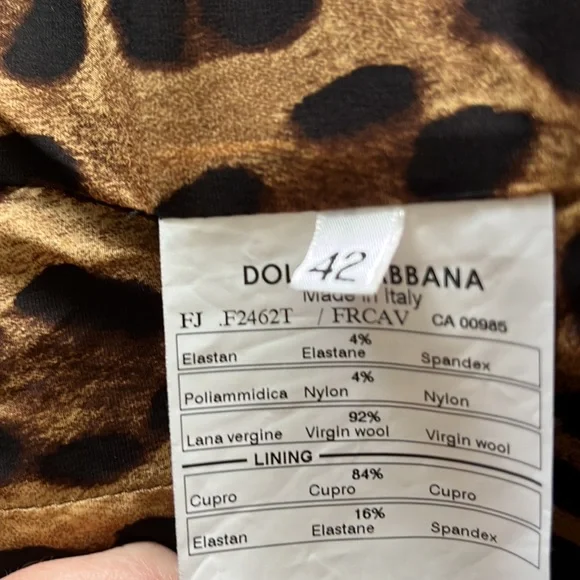 42
DOL ABBANA
Made in Italy
FJ .F2462T / FRCAV CA 00985
4%
Elastan Elastane Spandex
4%
Poliammidica Nylon Nylon
92%
Lana vergine Virgin wool Virgin wool
LINING
84%
Cupro Cupro Cupro
16%
Elastan Elastane Spandex